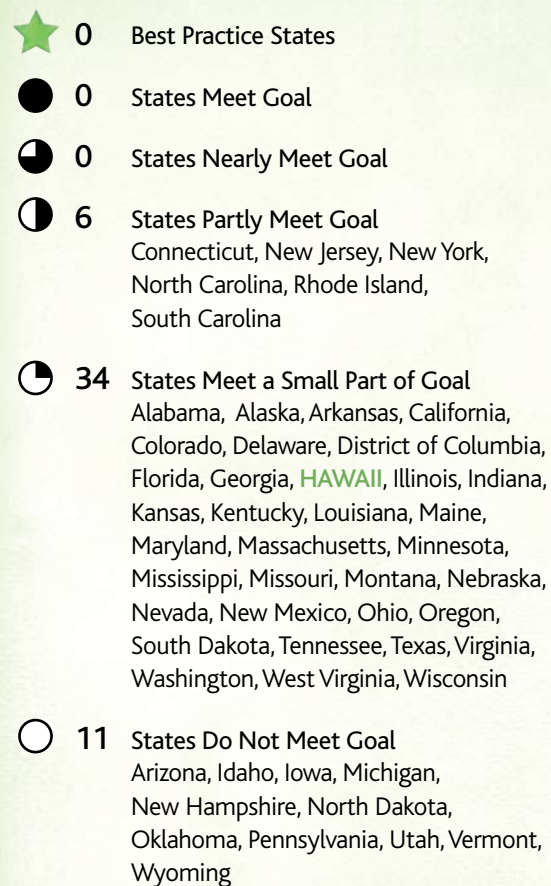 0 Best Practice States
0 States Meet Goal
0 States Nearly Meet Goal
6 States Partly Meet Goal
Connecticut, New Jersey, New York,
North Carolina, Rhode Island,
South Carolina
34 States Meet a Small Part of Goal
Alabama, Alaska, Arkansas, California,
Colorado, Delaware, District of Columbia,
Florida, Georgia, HAWAII, Illinois, Indiana,
Kansas, Kentucky, Louisiana, Maine,
Maryland, Massachusetts, Minnesota,
Mississippi, Missouri, Montana, Nebraska,
Nevada, New Mexico, Ohio, Oregon,
South Dakota, Tennessee, Texas, Virginia,
Washington, West Virginia, Wisconsin
11 States Do Not Meet Goal
Arizona, Idaho, Iowa, Michigan,
New Hampshire, North Dakota,
Oklahoma, Pennsylvania, Utah, Vermont,
Wyoming